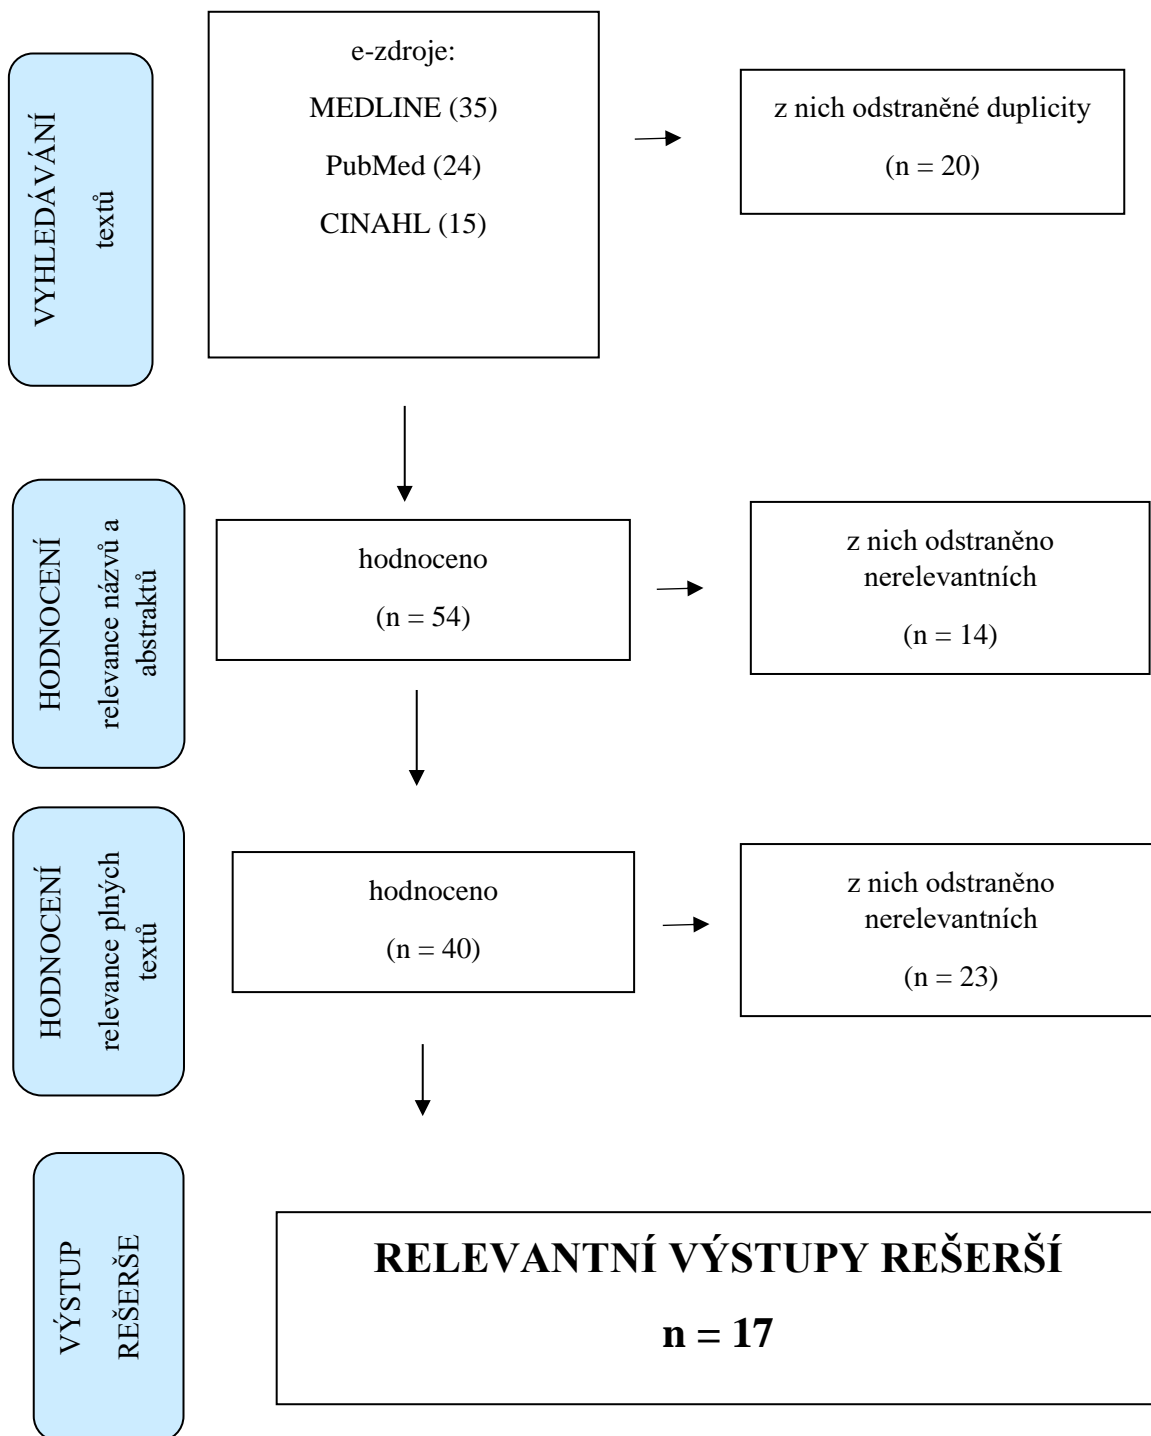 VYHLEDÁVÁNÍ
textů
e-zdroje:
MEDLINE (35)
PubMed (24)
CINAHL (15)
z nich odstraněné duplicity
(n = 20)
HODNOCENÍ
relevance názvů a
abstraktů
hodnoceno
(n = 54)
z nich odstraněno
nerelevantních
(n = 14)
HODNOCENÍ
relevance plných
textů
hodnoceno
(n = 40)
z nich odstraněno
nerelevantních
(n = 23)
VÝSTUP
REŠERŠE
RELEVANTNÍ VÝSTUPY REŠERŠÍ
n = 17